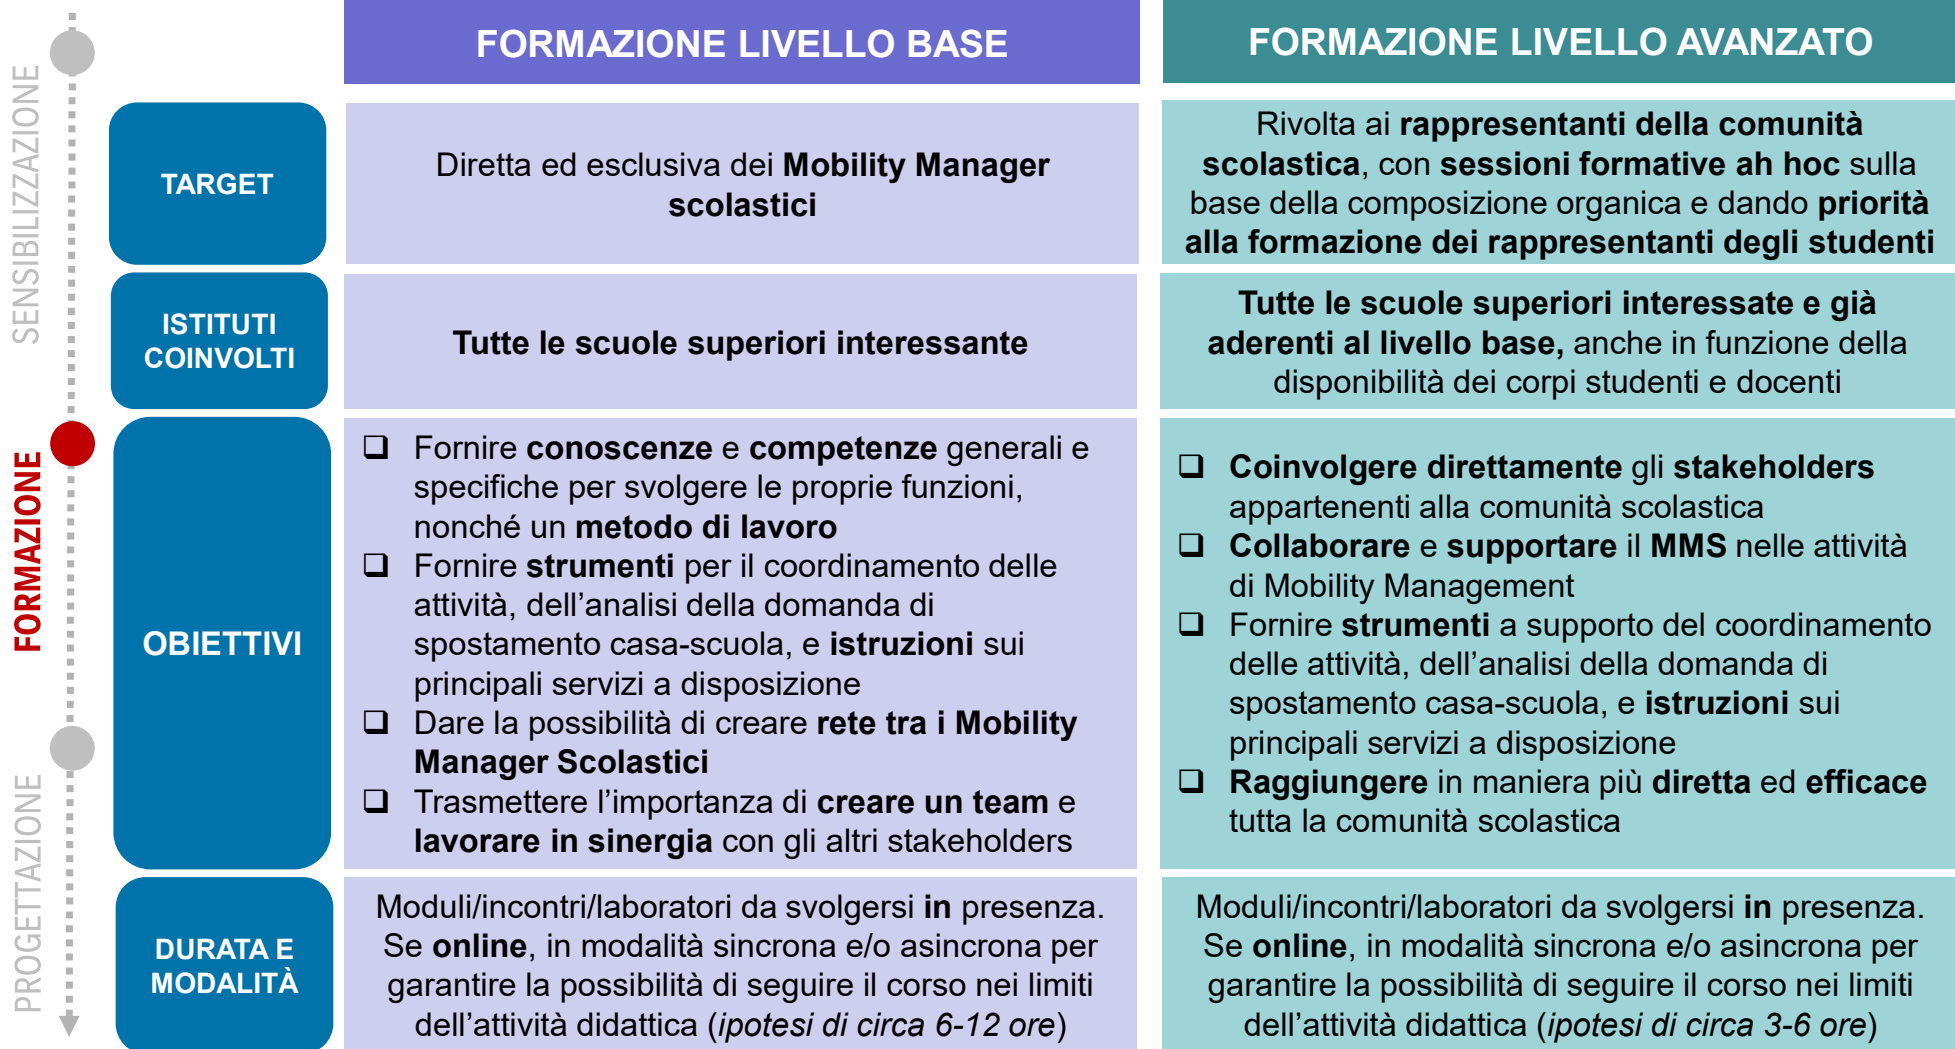 SENSIBILIZZAZIONE
FORMAZIONE
PROGETTAZIONE
FORMAZIONE LIVELLO BASE
FORMAZIONE LIVELLO AVANZATO
TARGET
Diretta ed esclusiva dei Mobility Manager
scolastici
Rivolta ai rappresentanti della comunità
scolastica, con sessioni formative ah hoc sulla
base della composizione organica e dando priorità
alla formazione dei rappresentanti degli studenti
ISTITUTI
COINVOLTI
Tutte le scuole superiori interessante
Tutte le scuole superiori interessate e già
aderenti al livello base, anche in funzione della
disponibilità dei corpi studenti e docenti
OBIETTIVI
❑ Fornire conoscenze e competenze generali e
specifiche per svolgere le proprie funzioni,
nonché un metodo di lavoro
❑ Fornire strumenti per il coordinamento delle
attività, dell’analisi della domanda di
spostamento casa-scuola, e istruzioni sui
principali servizi a disposizione
❑ Dare la possibilità di creare rete tra i Mobility
Manager Scolastici
❑ Trasmettere l’importanza di creare un team e
lavorare in sinergia con gli altri stakeholders
❑ Coinvolgere direttamente gli stakeholders
appartenenti alla comunità scolastica
❑ Collaborare e supportare il MMS nelle attività
di Mobility Management
❑ Fornire strumenti a supporto del coordinamento
delle attività, dell’analisi della domanda di
spostamento casa-scuola, e istruzioni sui
principali servizi a disposizione
❑ Raggiungere in maniera più diretta ed efficace
tutta la comunità scolastica
DURATA E
MODALITÀ
Moduli/incontri/laboratori da svolgersi in presenza.
Se online, in modalità sincrona e/o asincrona per
garantire la possibilità di seguire il corso nei limiti
dell’attività didattica (ipotesi di circa 6-12 ore)
Moduli/incontri/laboratori da svolgersi in presenza.
Se online, in modalità sincrona e/o asincrona per
garantire la possibilità di seguire il corso nei limiti
dell’attività didattica (ipotesi di circa 3-6 ore)